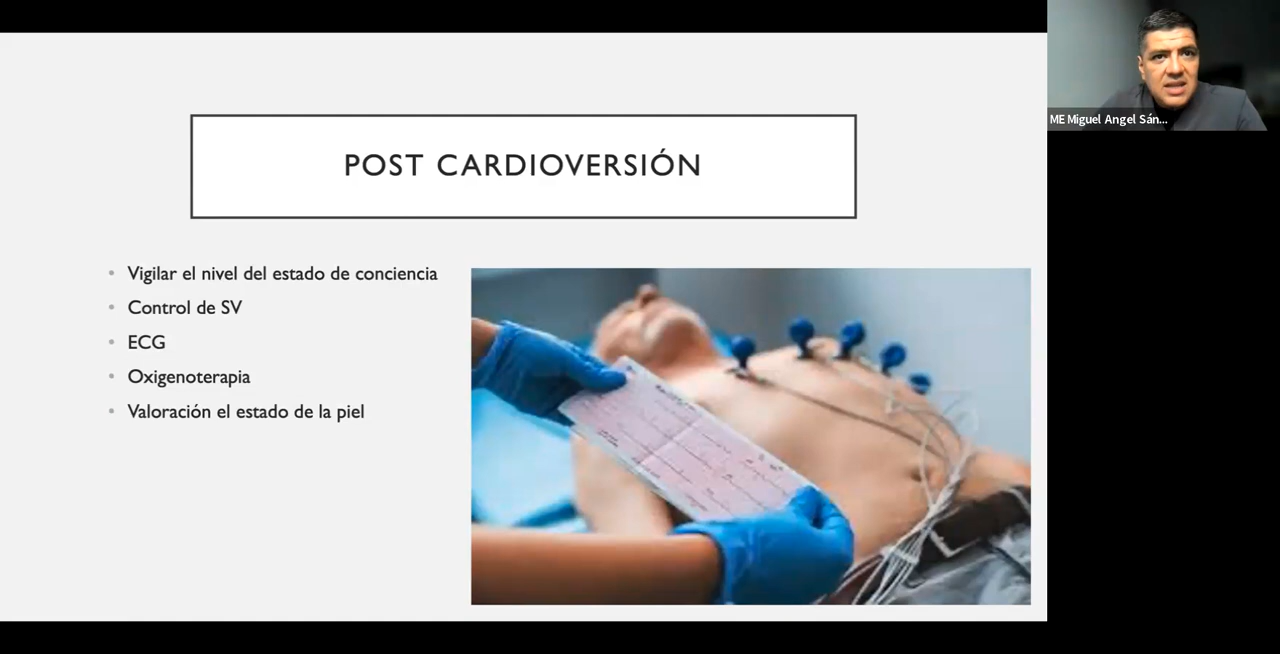 POST CARDIOVERSIÓN
Vigilar el nivel del estado de conciencia
Control de SV
ECG
Oxigenoterapia
Valoración el estado de la piel
ME Miguel Angel Sán...